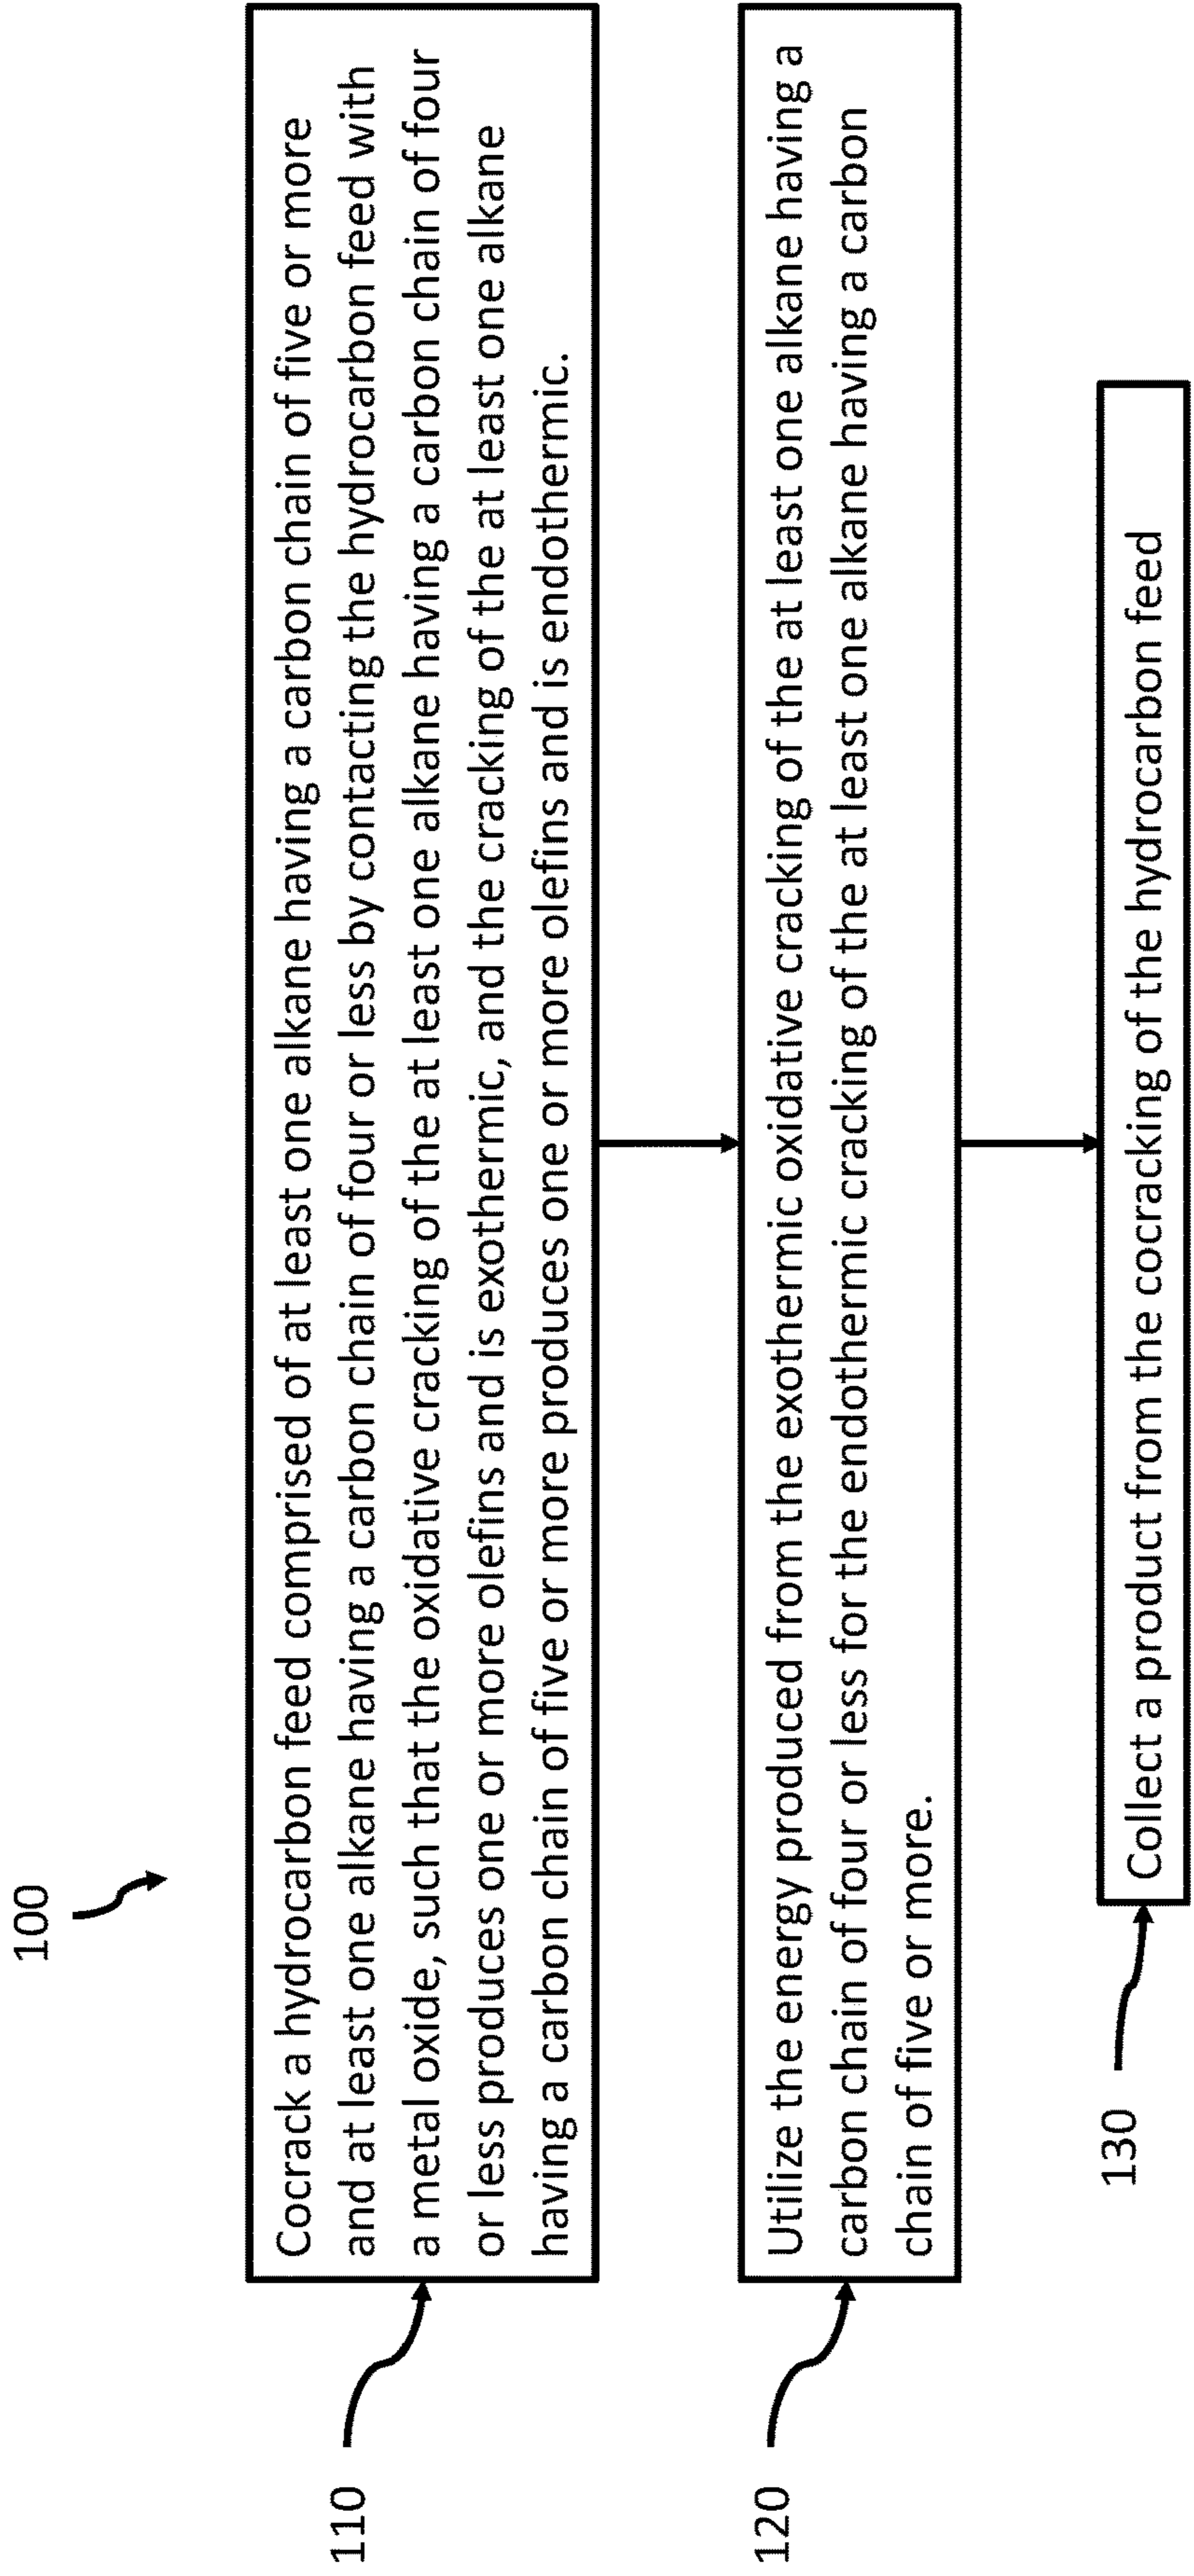 100
110
Cocrack a hydrocarbon feed comprised of at least one alkane having a carbon chain of five or more
and at least one alkane having a carbon chain of four or less by contacting the hydrocarbon feed with
a metal oxide, such that the oxidative cracking of the at least one alkane having a carbon chain of four
or less produces one or more olefins and is exothermic, and the cracking of the at least one alkane
having a carbon chain of five or more produces one or more olefins and is endothermic.
120
Utilize the energy produced from the exothermic oxidative cracking of the at least one alkane having a
carbon chain of four or less for the endothermic cracking of the at least one alkane having a carbon
chain of five or more.
130
Collect a product from the cocracking of the hydrocarbon feed